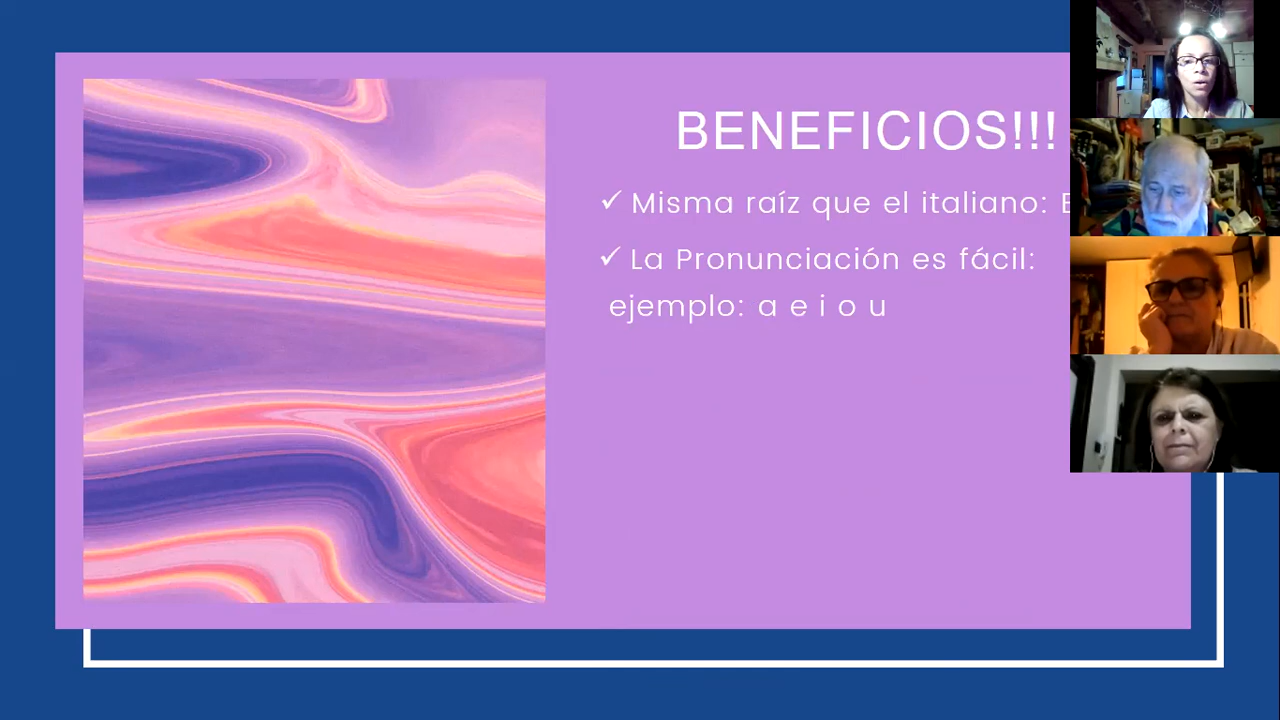 BENEFICIOS!!!
✓ Misma raíz que el italiano:
✓ La Pronunciación es fácil:
ejemplo: a e i o u